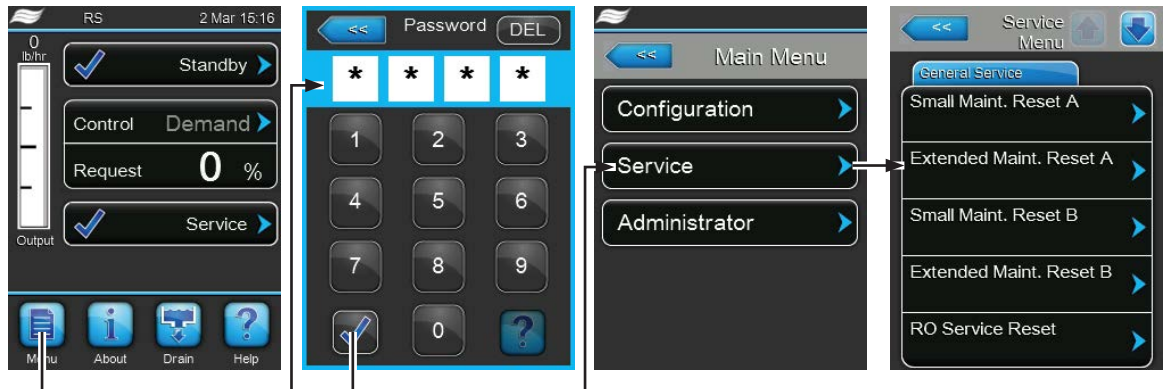 RS 2 Mar 15:16
0
lb/hr
Standby
Control Demand
Request 0 %
Service
Output
Menu About Drain Help
<< Password DEL
* * * *
1 2 3
4 5 6
7 8 9
0 ?
<< Main Menu
Configuration
Service
Administrator
<< Service
Menu
General Service
Small Maint. Reset A
Extended Maint. Reset A
Small Maint. Reset B
Extended Maint. Reset B
RO Service Reset